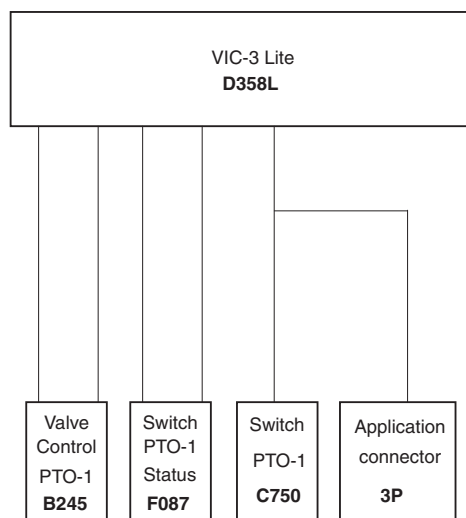 VIC-3 Lite
D358L
Valve
Control
PTO-1
B245
Switch
PTO-1
Status
F087
Switch
PTO-1
C750
Application
connector
3P